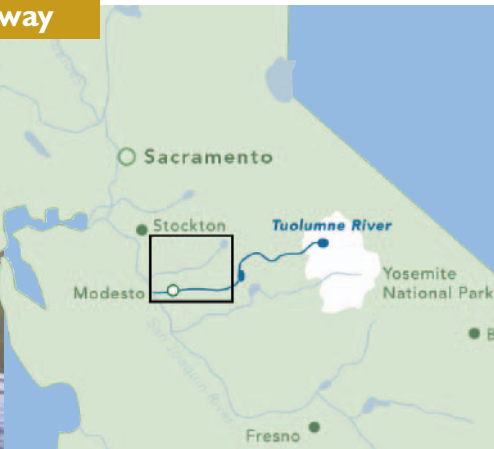 way
Sacramento
Stockton
Tuolumne River
Yosemite
National Park
Modesto
San Joaquin River
B
Fresno